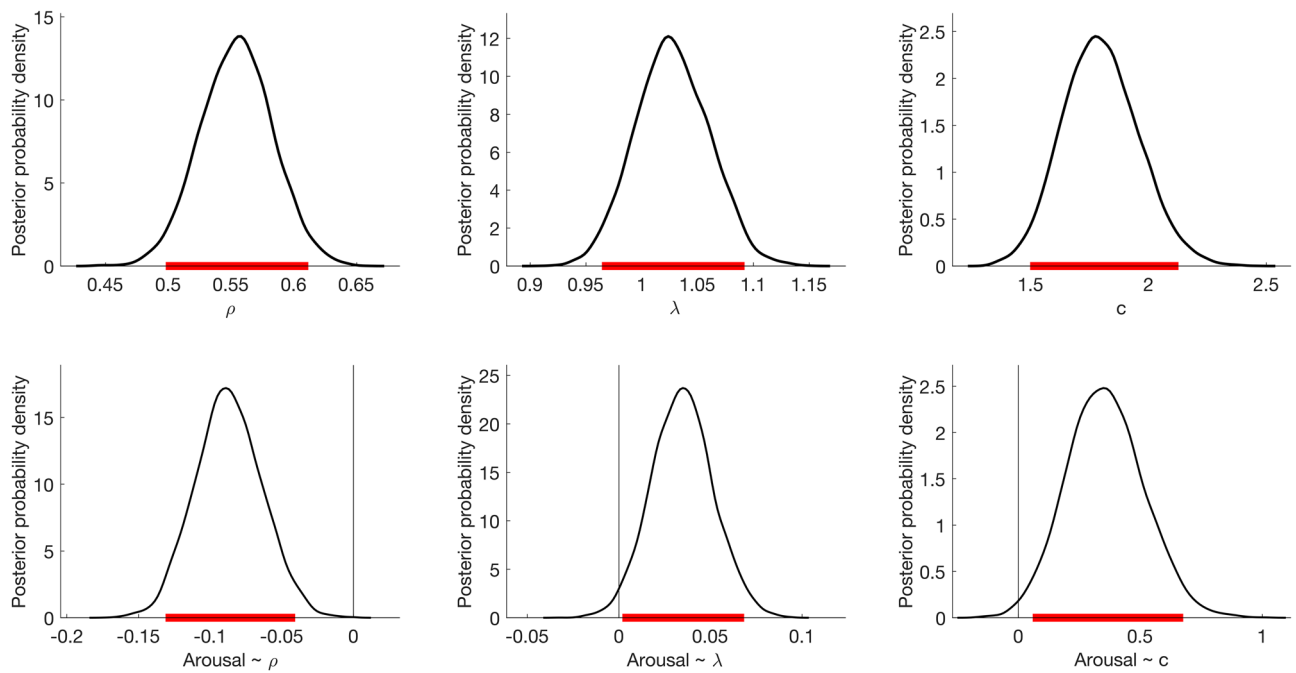 Posterior probability density
15
10
5
0
0.45 0.5 0.55 0.6 0.65
ρ
Posterior probability density
12
10
8
6
4
2
0
0.9 0.95 1 1.05 1.1 1.15
λ
Posterior probability density
2.5
2
1.5
1
0.5
0
1.5 2 2.5
c
Posterior probability density
15
10
5
0
-0.2 -0.15 -0.1 -0.05 0
Arousal ~ ρ
Posterior probability density
25
20
15
10
5
0
-0.05 0 0.05 0.1
Arousal ~ λ
Posterior probability density
2.5
2
1.5
1
0.5
0
0 0.5 1
Arousal ~ c